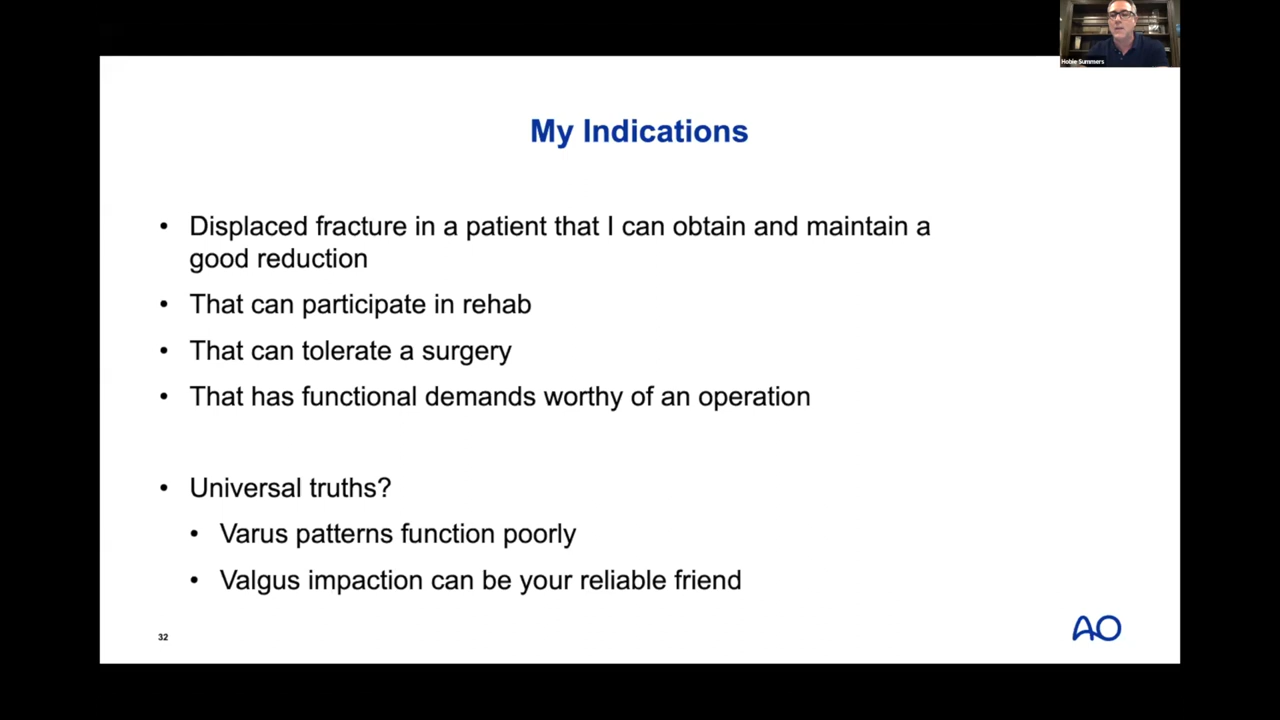 Hobie Summers
My Indications
• Displaced fracture in a patient that I can obtain and maintain a
good reduction
• That can participate in rehab
• That can tolerate a surgery
• That has functional demands worthy of an operation
• Universal truths?
• Varus patterns function poorly
• Valgus impaction can be your reliable friend
32
AO